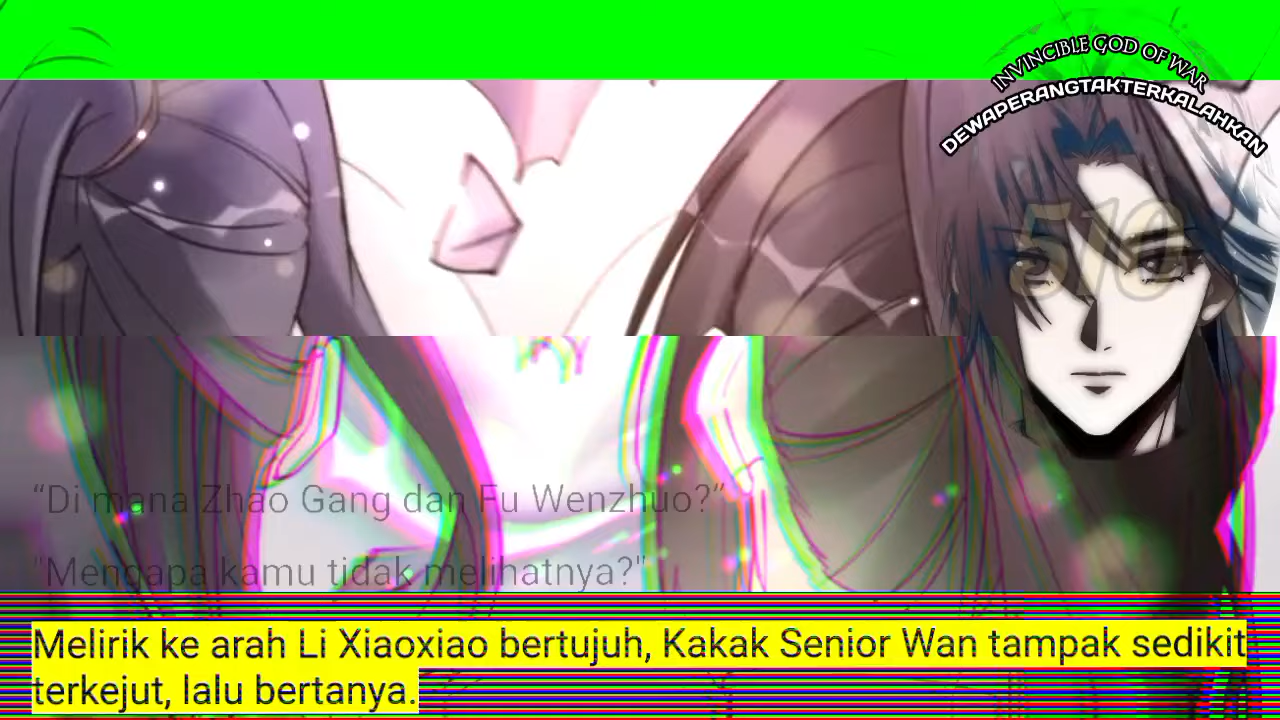 INVINCIBLE GOD OF WAR
DEWAPERANGTAKTERKALAHKAN
510
“Di mana Zhao Gang dan Fu Wenzhuo?”
"Mengapa kamu tidak melihatnya?"
Melirik ke arah Li Xiaoxiao bertujuh, Kakak Senior Wan tampak sedikit
terkejut, lalu bertanya.